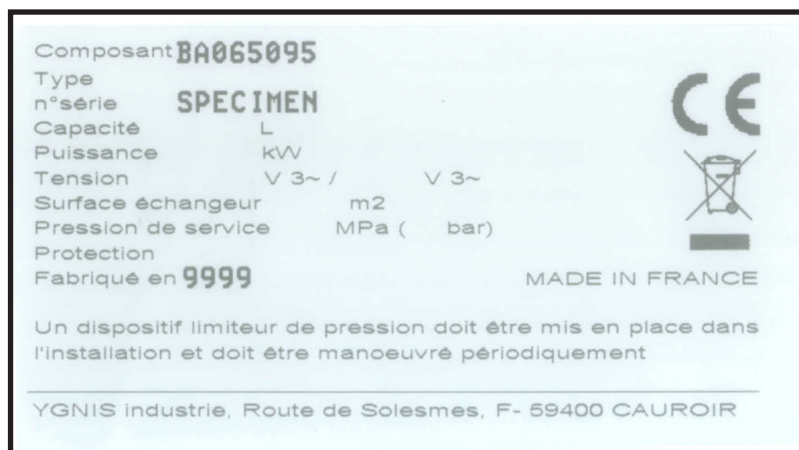 Composant BA065095
Type
n°série SPECIMEN
Capacité L
Puissance kW
Tension V 3~ / V 3~
Surface échangeur m2
Pression de service MPa ( bar)
Protection
Fabriqué en 9999
MADE IN FRANCE
Un dispositif limiteur de pression doit être mis en place dans
l'installation et doit être manoeuvré périodiquement
YGNIS industrie, Route de Solesmes, F- 59400 CAUROIR
CE